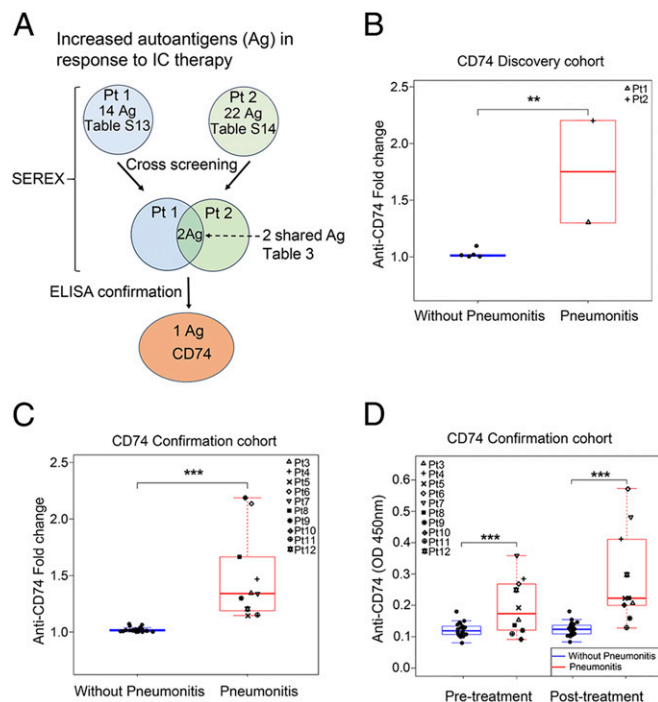 A
Increased autoantigens (Ag) in
response to IC therapy
Pt 1
14 Ag
Table S13
Pt 2
22 Ag
Table S14
SEREX
Cross screening
Pt 1
Pt 2
2Ag
2 shared Ag
Table 3
ELISA confirmation
1 Ag
CD74
B
CD74 Discovery cohort
Anti-CD74 Fold change
2.5
2.0
1.5
1.0
**
Pt1
Pt2
Without Pneumonitis
Pneumonitis
C
CD74 Confirmation cohort
Anti-CD74 Fold change
2.5
2.0
1.5
1.0
***
Pt3
Pt4
Pt5
Pt6
Pt7
Pt8
Pt9
Pt10
Pt11
Pt12
Without Pneumonitis
Pneumonitis
D
CD74 Confirmation cohort
Anti-CD74 (OD 450nm)
0.6
0.5
0.4
0.3
0.2
0.1
0.0
Pt3
Pt4
Pt5
Pt6
Pt7
Pt8
Pt9
Pt10
Pt11
Pt12
***
***
Without Pneumonitis
Pneumonitis
Pre-treatment
Post-treatment